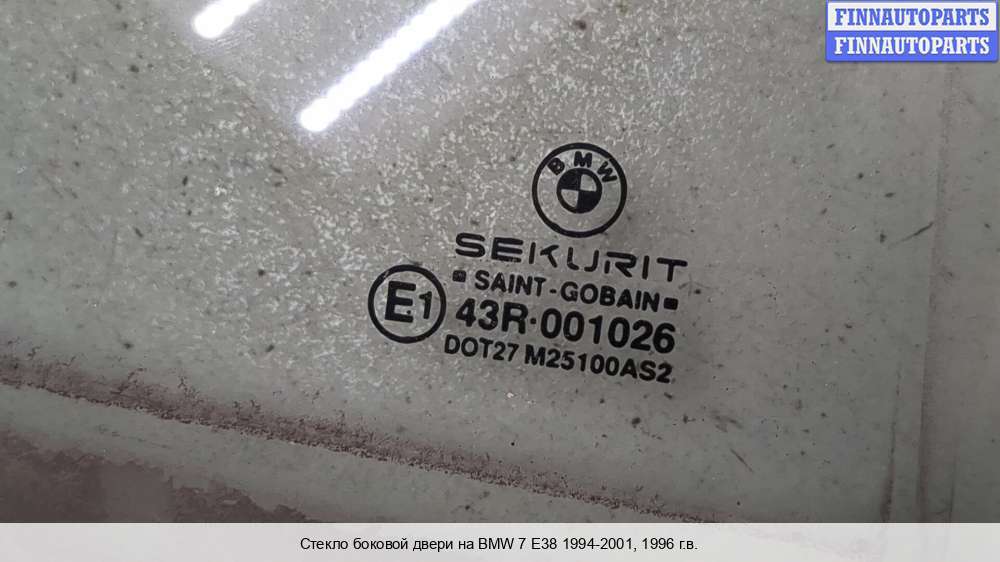 FINNAUTOPARTS
FINNAUTOPARTS
BMW
SEKURIT
SAINT-GOBAIN
E1
43R·001026
DOT27 M25100AS2
Стекло боковой двери на BMW 7 E38 1994-2001, 1996 г.в.